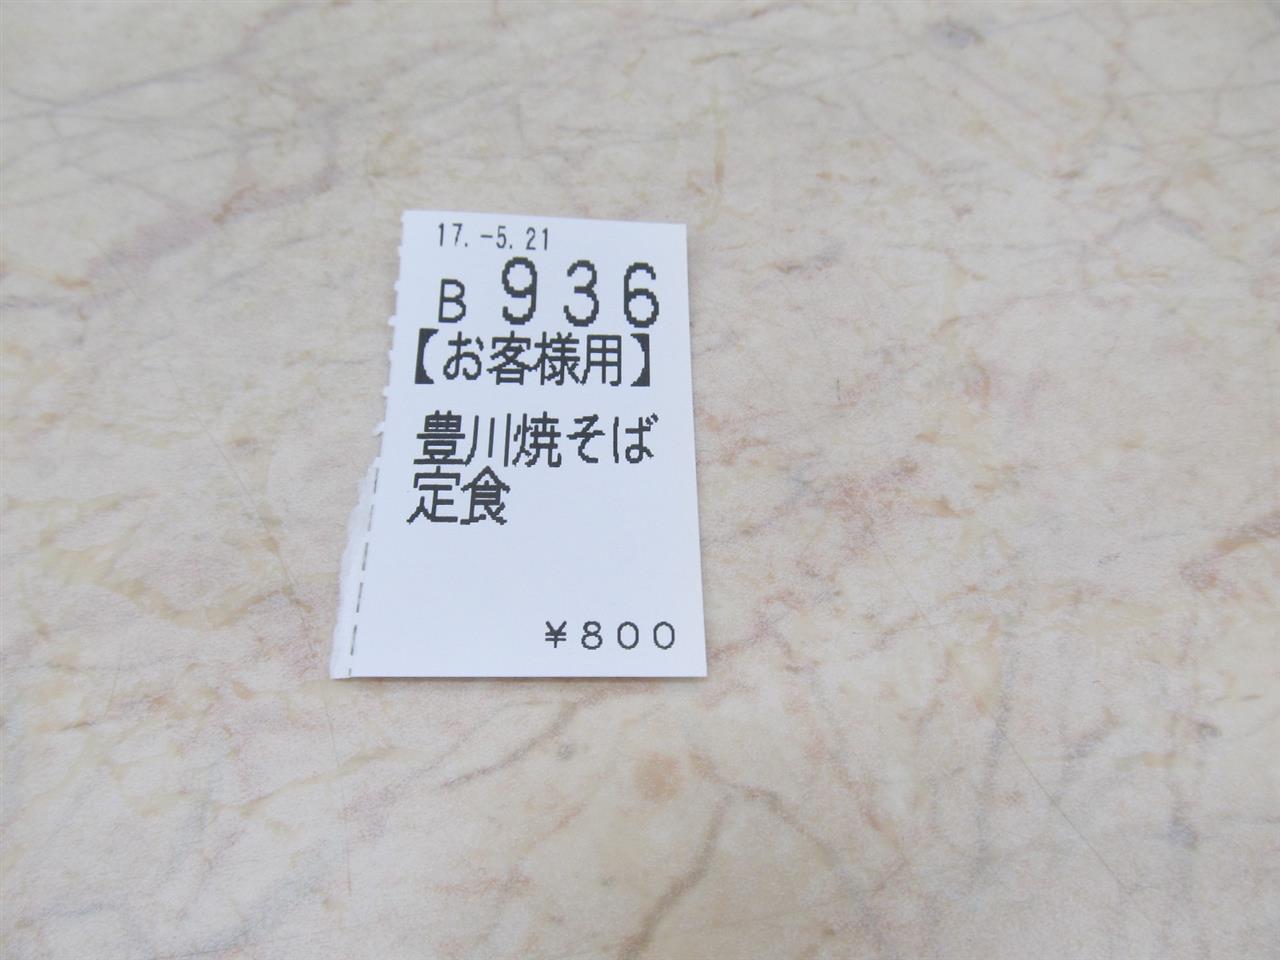 17.-5.21
B 936
【お客様用】
豊川焼そば
定食
¥800